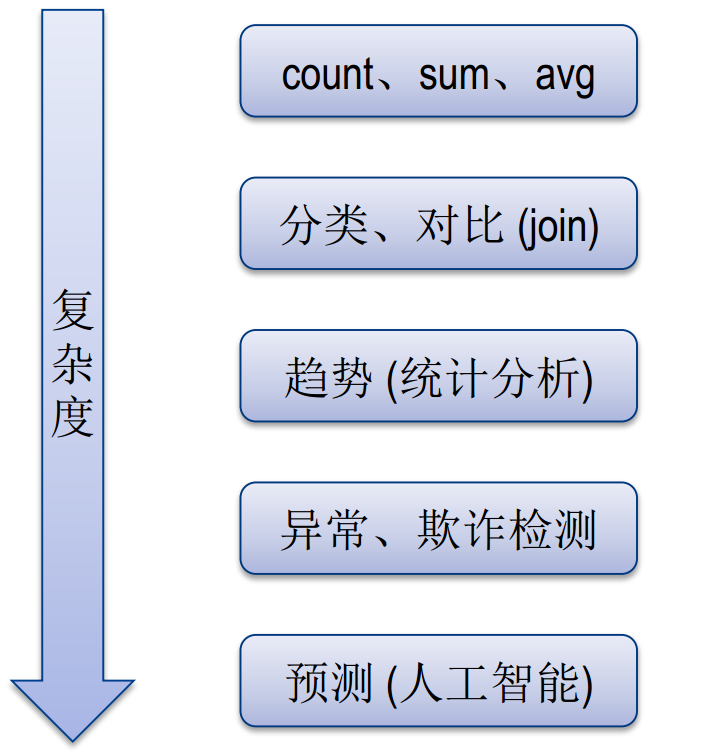 复杂度
count、sum、avg
分类、对比 (join)
趋势 (统计分析)
异常、欺诈检测
预测 (人工智能)